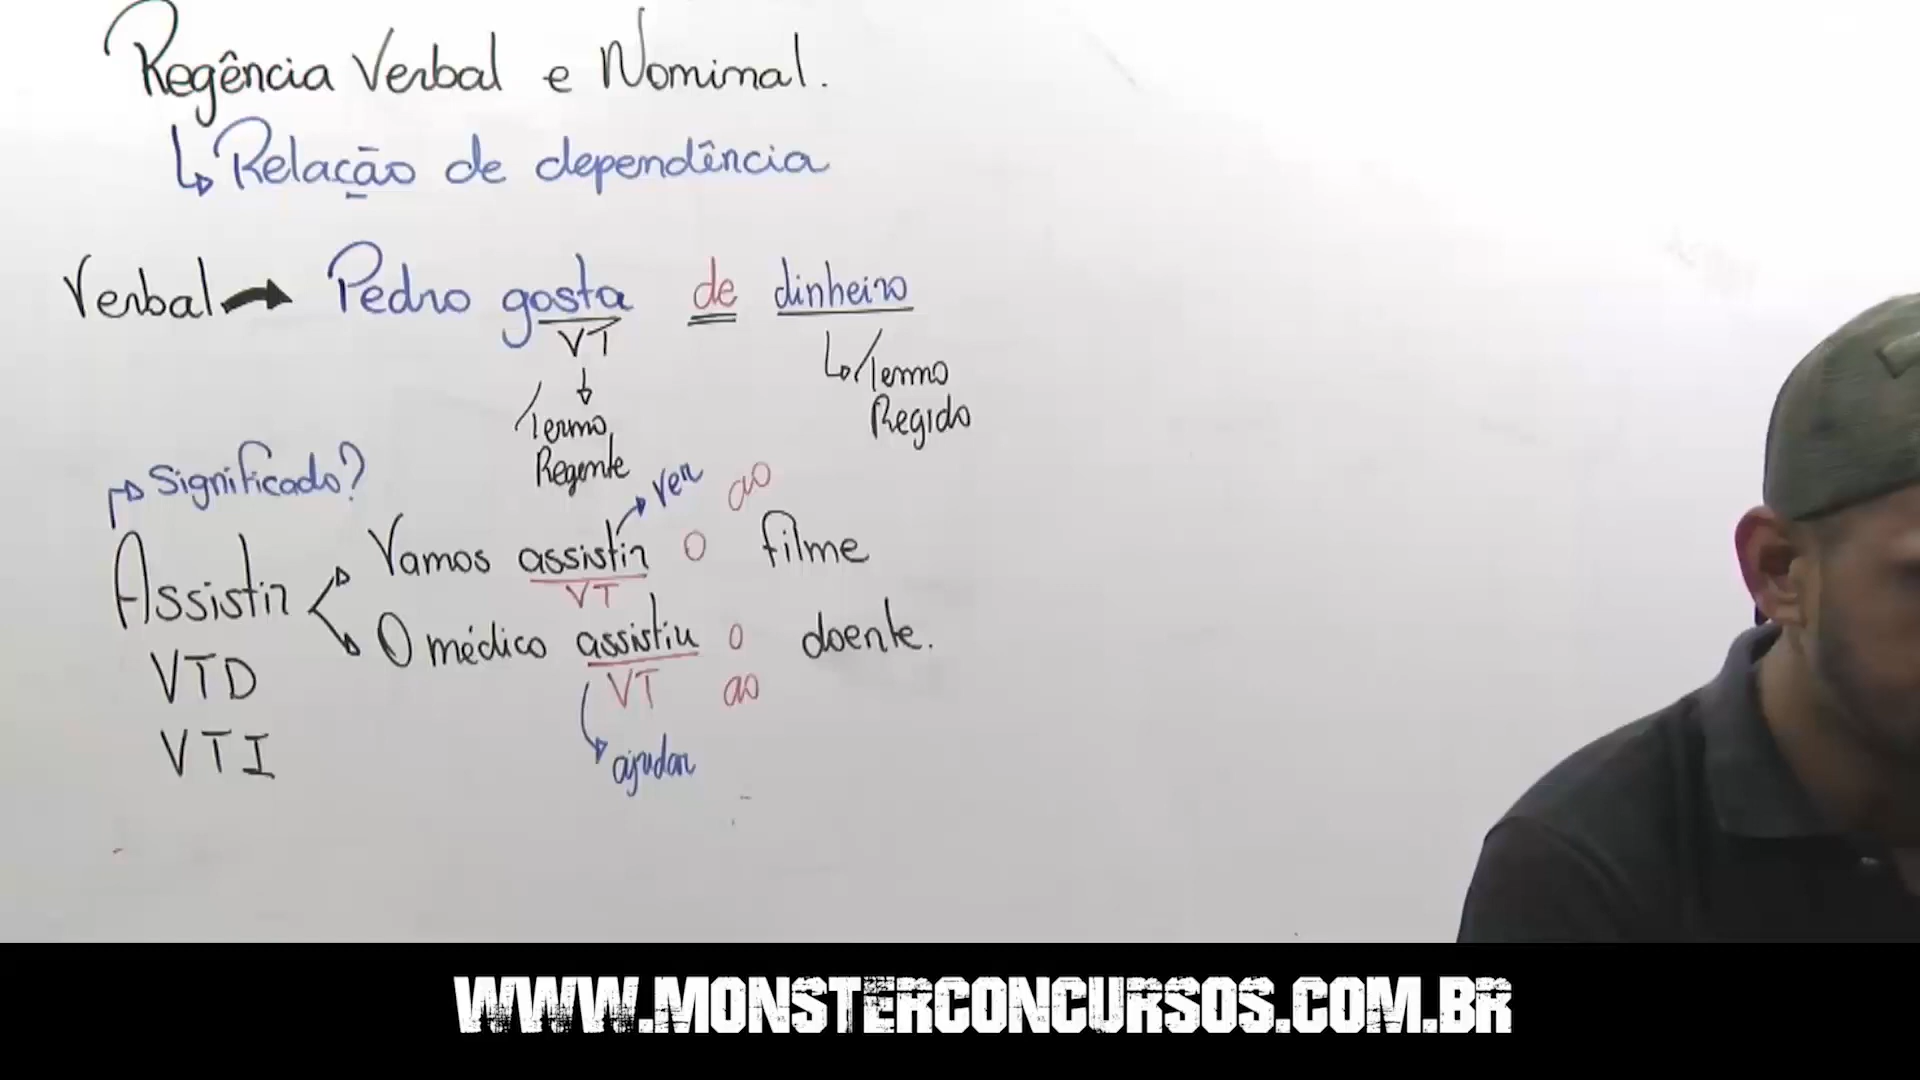 Regência Verbal e Nominal.
↳ Relação de dependência
Verbal → Pedro gosta de dinheiro
VT
Termo Regente
↳ Termo Regido
Significado?
ver
ao
Assistir
Vamos assistir o filme
VT
O médico assistiu o doente.
VTD
VT ao
VTI
ajudar
WWW.MONSTERCONCURSOS.COM.BR